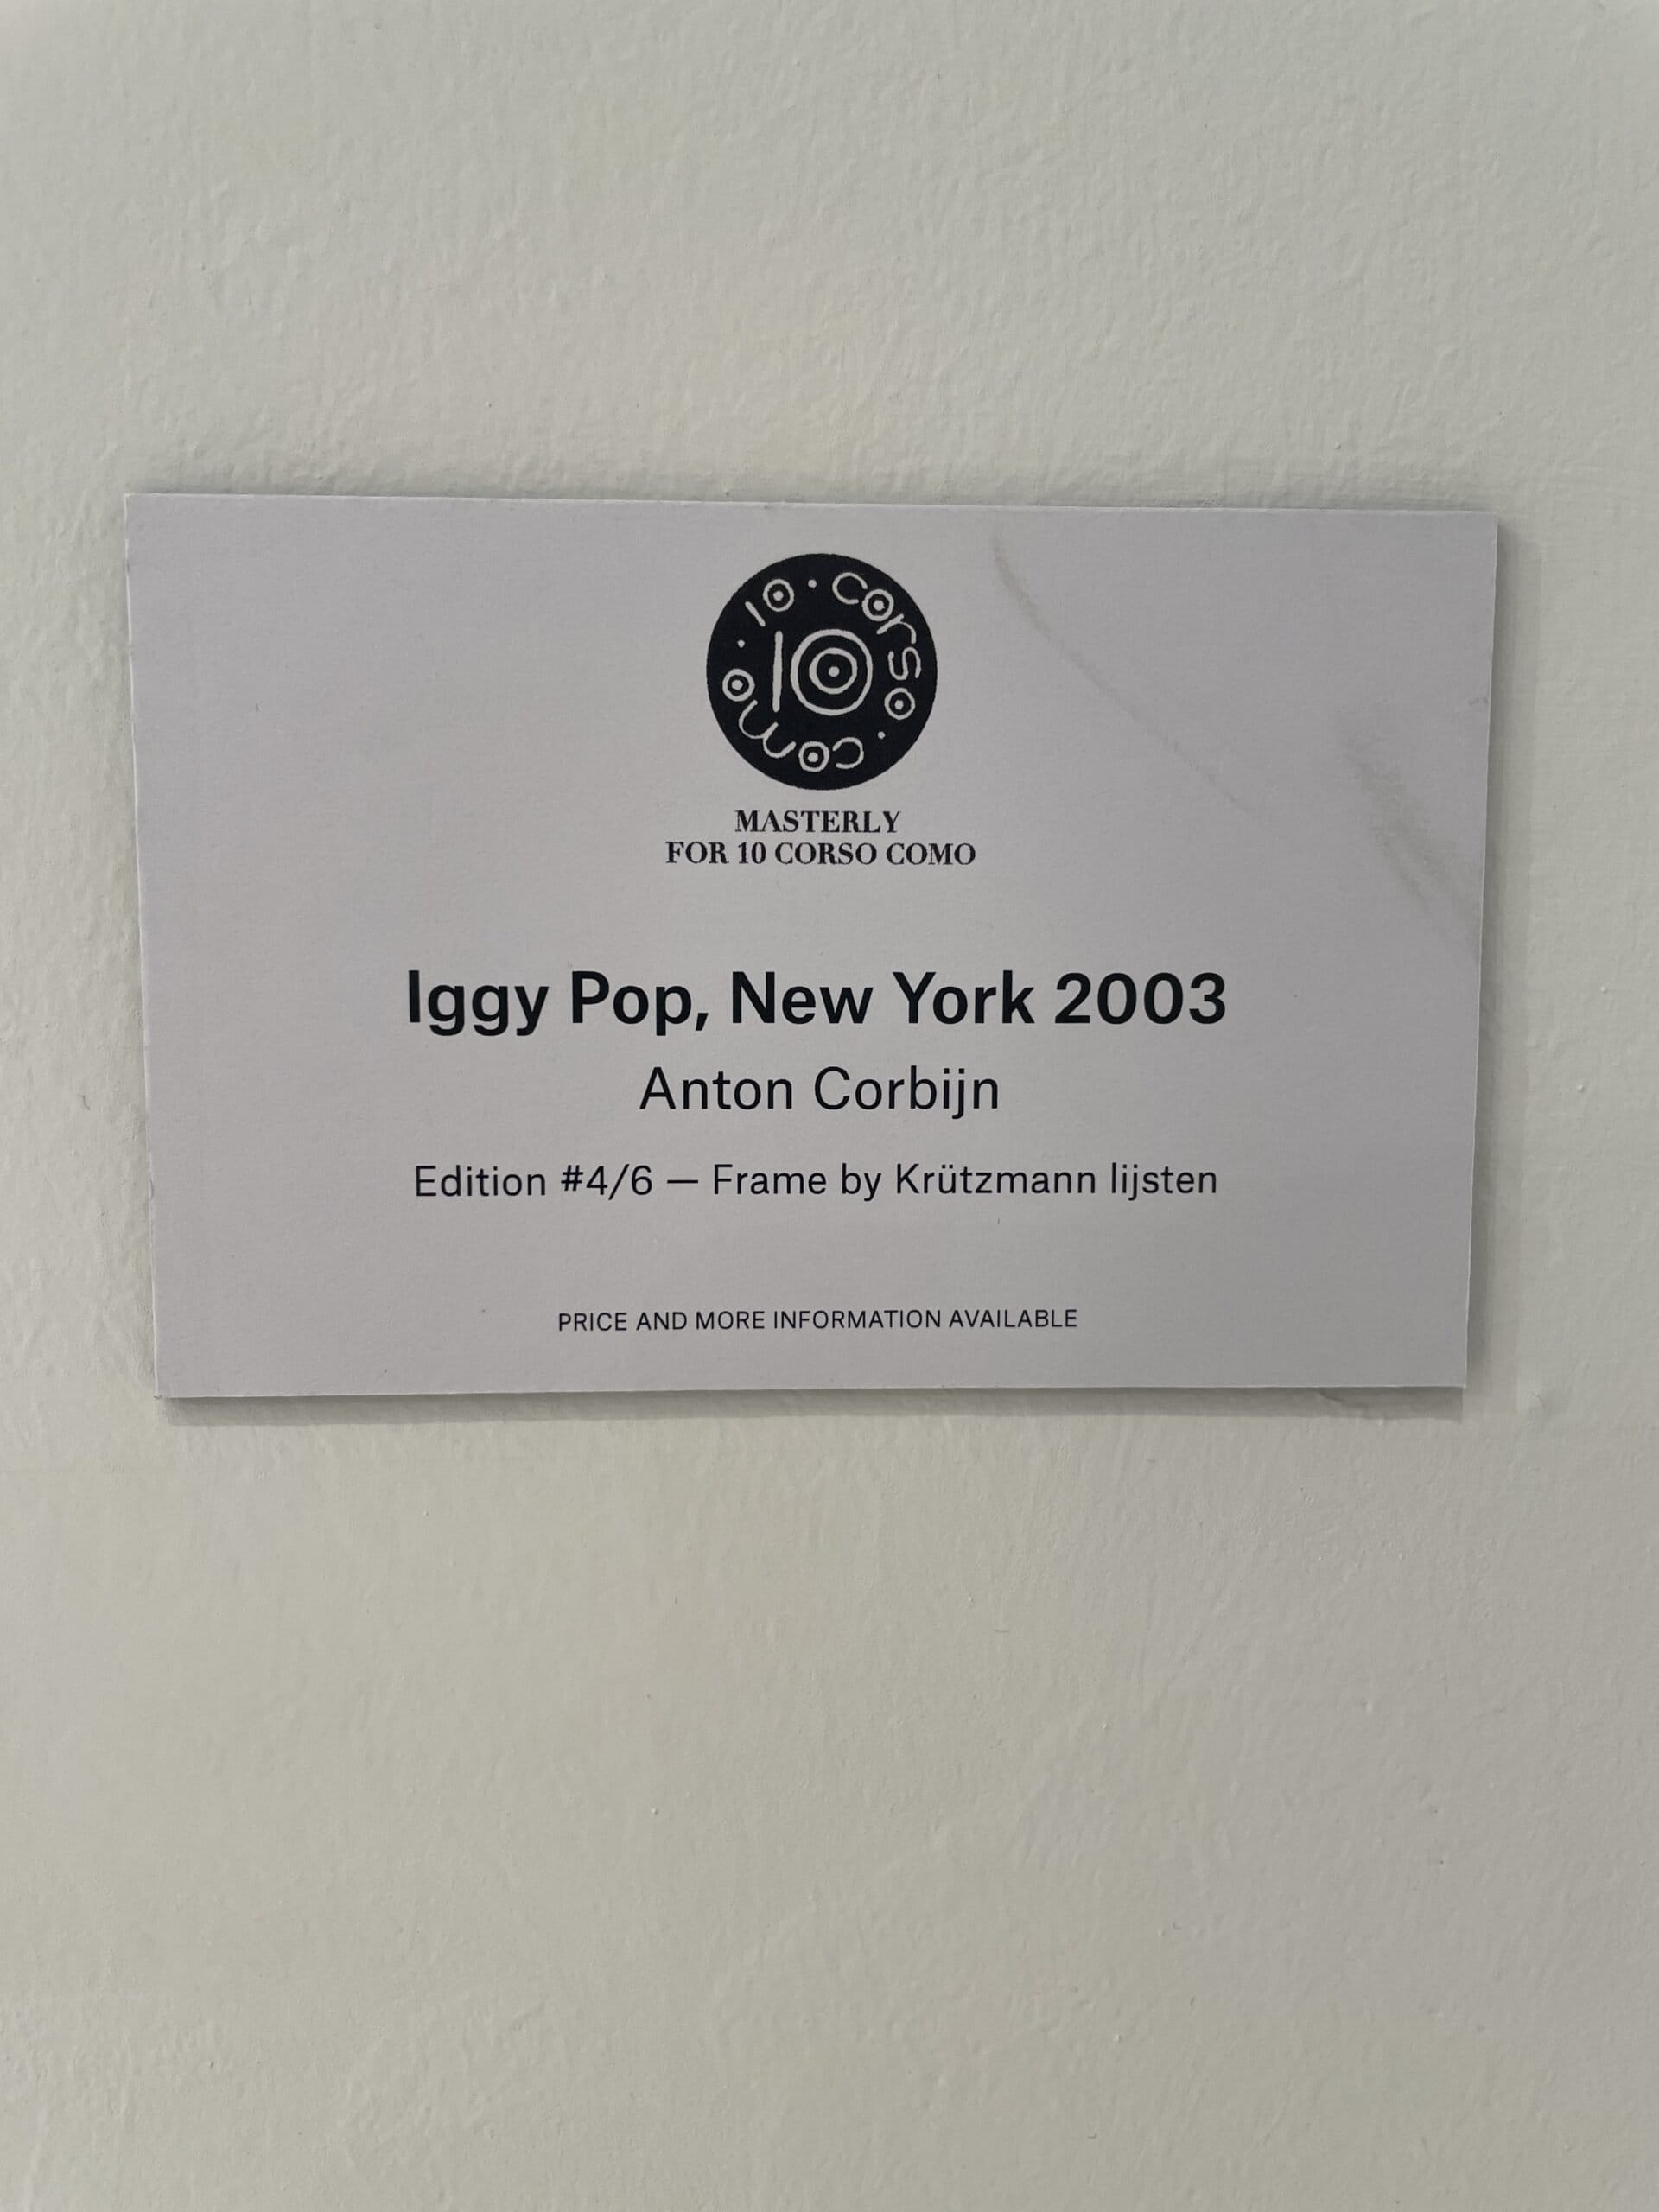 10 · corso · como ·
10
MASTERLY
FOR 10 CORSO COMO
Iggy Pop, New York 2003
Anton Corbijn
Edition #4/6 — Frame by Krützmann lijsten
PRICE AND MORE INFORMATION AVAILABLE